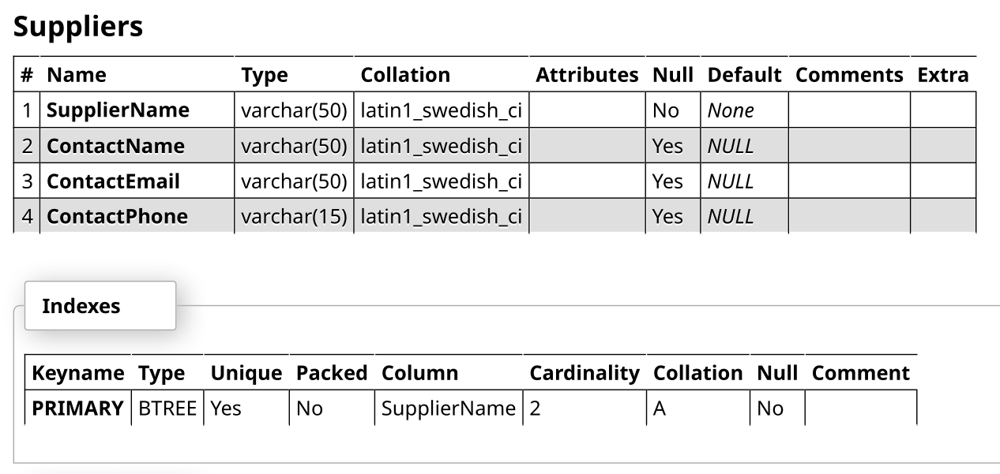 Suppliers
# Name Type Collation Attributes Null Default Comments Extra
1 SupplierName varchar(50) latin1_swedish_ci No None
2 ContactName varchar(50) latin1_swedish_ci Yes NULL
3 ContactEmail varchar(50) latin1_swedish_ci Yes NULL
4 ContactPhone varchar(15) latin1_swedish_ci Yes NULL
Indexes
Keyname Type Unique Packed Column Cardinality Collation Null Comment
PRIMARY BTREE Yes No SupplierName 2 A No